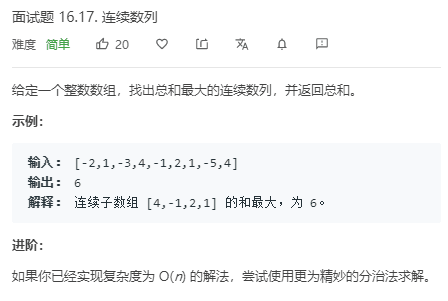 面试题 16.17. 连续数列
难度 简单 20
给定一个整数数组，找出总和最大的连续数列，并返回总和。
示例：
输入： [-2,1,-3,4,-1,2,1,-5,4]
输出： 6
解释： 连续子数组 [4,-1,2,1] 的和最大，为 6。
进阶：
如果你已经实现复杂度为 O(n) 的解法，尝试使用更为精妙的分治法求解。